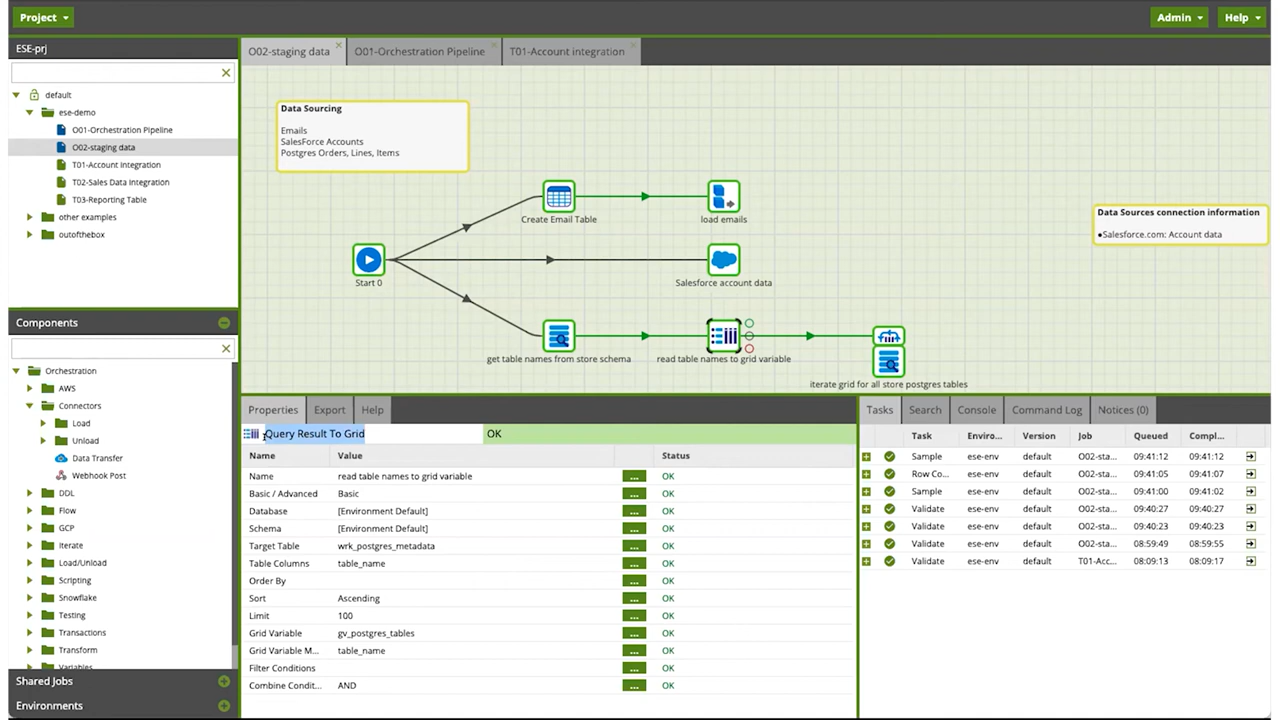 Project
Admin
Help
ESE-prj
default
ese-demo
O01-Orchestration Pipeline
O02-staging data
T01-Account integration
T02-Sales Data Integration
T03-Reporting Table
other examples
outofthebox
Components
Orchestration
AWS
Connectors
Load
Unload
Data Transfer
Webhook Post
DDL
Flow
GCP
Iterate
Load/Unload
Scripting
Snowflake
Testing
Transactions
Transform
Variables
Shared Jobs
Environments
O02-staging data
O01-Orchestration Pipeline
T01-Account integration
Data Sourcing
Emails
SalesForce Accounts
Postgres Orders, Lines, Items
Create Email Table
load emails
Start 0
Salesforce account data
get table names from store schema
read table names to grid variable
iterate grid for all store postgres tables
Data Sources connection information
•Salesforce.com: Account data
Properties Export Help
Query Result To Grid OK
Name Value Status
Name read table names to grid variable ... OK
Basic / Advanced Basic ... OK
Database [Environment Default] ... OK
Schema [Environment Default] ... OK
Target Table wrk_postgres_metadata ... OK
Table Columns table_name ... OK
Order By ... OK
Sort Ascending ... OK
Limit 100 ... OK
Grid Variable gv_postgres_tables ... OK
Grid Variable M... table_name ... OK
Filter Conditions ... OK
Combine Condit... AND ... OK
Tasks Search Console Command Log Notices (0)
Task Enviro... Version Job Queued Compl...
Sample ese-env default O02-sta... 09:41:12 09:41:12
Row Co... ese-env default O02-sta... 09:41:05 09:41:07
Sample ese-env default O02-sta... 09:41:00 09:41:02
Validate ese-env default O02-sta... 09:40:27 09:40:27
Validate ese-env default O02-sta... 09:40:23 09:40:23
Validate ese-env default O02-sta... 08:59:49 08:59:55
Validate ese-env default T01-Acc... 08:09:13 08:09:17